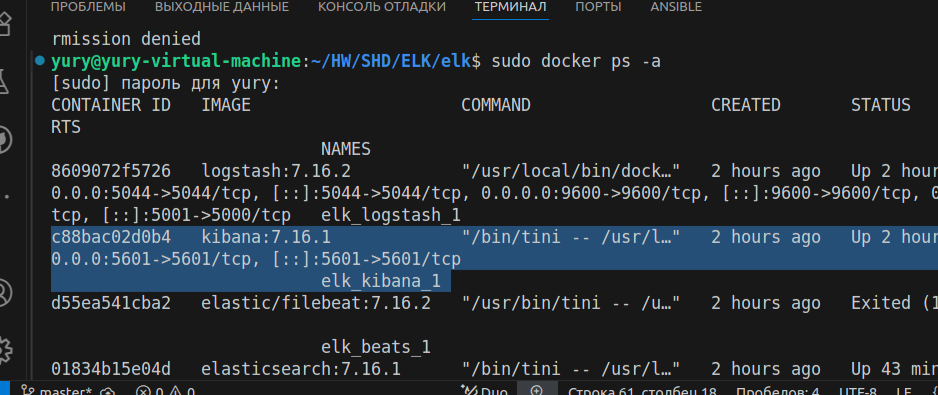 ПРОБЛЕМЫ ВЫХОДНЫЕ ДАННЫЕ КОНСОЛЬ ОТЛАДКИ ТЕРМИНАЛ ПОРТЫ ANSIBLE
rmission denied
yury@yury-virtual-machine:~/HW/SHD/ELK/elk$ sudo docker ps -a
[sudo] пароль для yury:
CONTAINER ID IMAGE COMMAND CREATED STATUS
RTS
NAMES
8609072f5726 logstash:7.16.2 "/usr/local/bin/dock…" 2 hours ago Up 2 hour
0.0.0:5044->5044/tcp, [::]:5044->5044/tcp, 0.0.0.0:9600->9600/tcp, [::]:9600->9600/tcp, 0
tcp, [::]:5001->5000/tcp elk_logstash_1
c88bac02d0b4 kibana:7.16.1 "/bin/tini -- /usr/l…" 2 hours ago Up 2 hour
0.0.0:5601->5601/tcp, [::]:5601->5601/tcp
elk_kibana_1
d55ea541cba2 elastic/filebeat:7.16.2 "/usr/bin/tini -- /u…" 2 hours ago Exited (1
elk_beats_1
01834b15e04d elasticsearch:7.16.1 "/bin/tini -- /usr/l…" 2 hours ago Up 43 min
master* 0 0 Duo Строка 61, столбец 18 Пробелов: 4 UTF-8 LF {